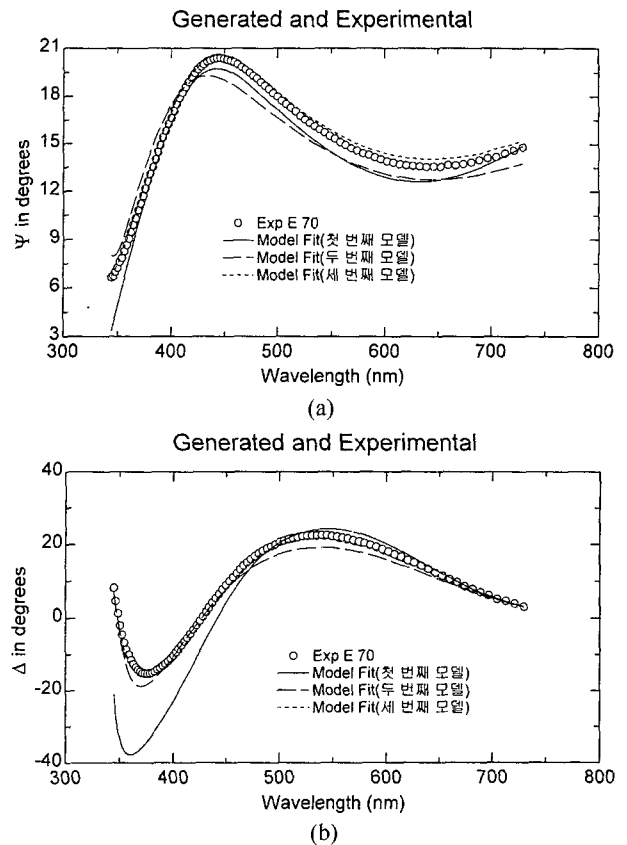 Generated and Experimental
21
18
15
12
9
6
3
Ψ in degrees
Exp E 70
Model Fit(첫 번째 모델)
Model Fit(두 번째 모델)
Model Fit(세 번째 모델)
300 400 500 600 700 800
Wavelength (nm)
(a)
Generated and Experimental
40
20
0
-20
-40
Δ in degrees
Exp E 70
Model Fit(첫 번째 모델)
Model Fit(두 번째 모델)
Model Fit(세 번째 모델)
300 400 500 600 700 800
Wavelength (nm)
(b)